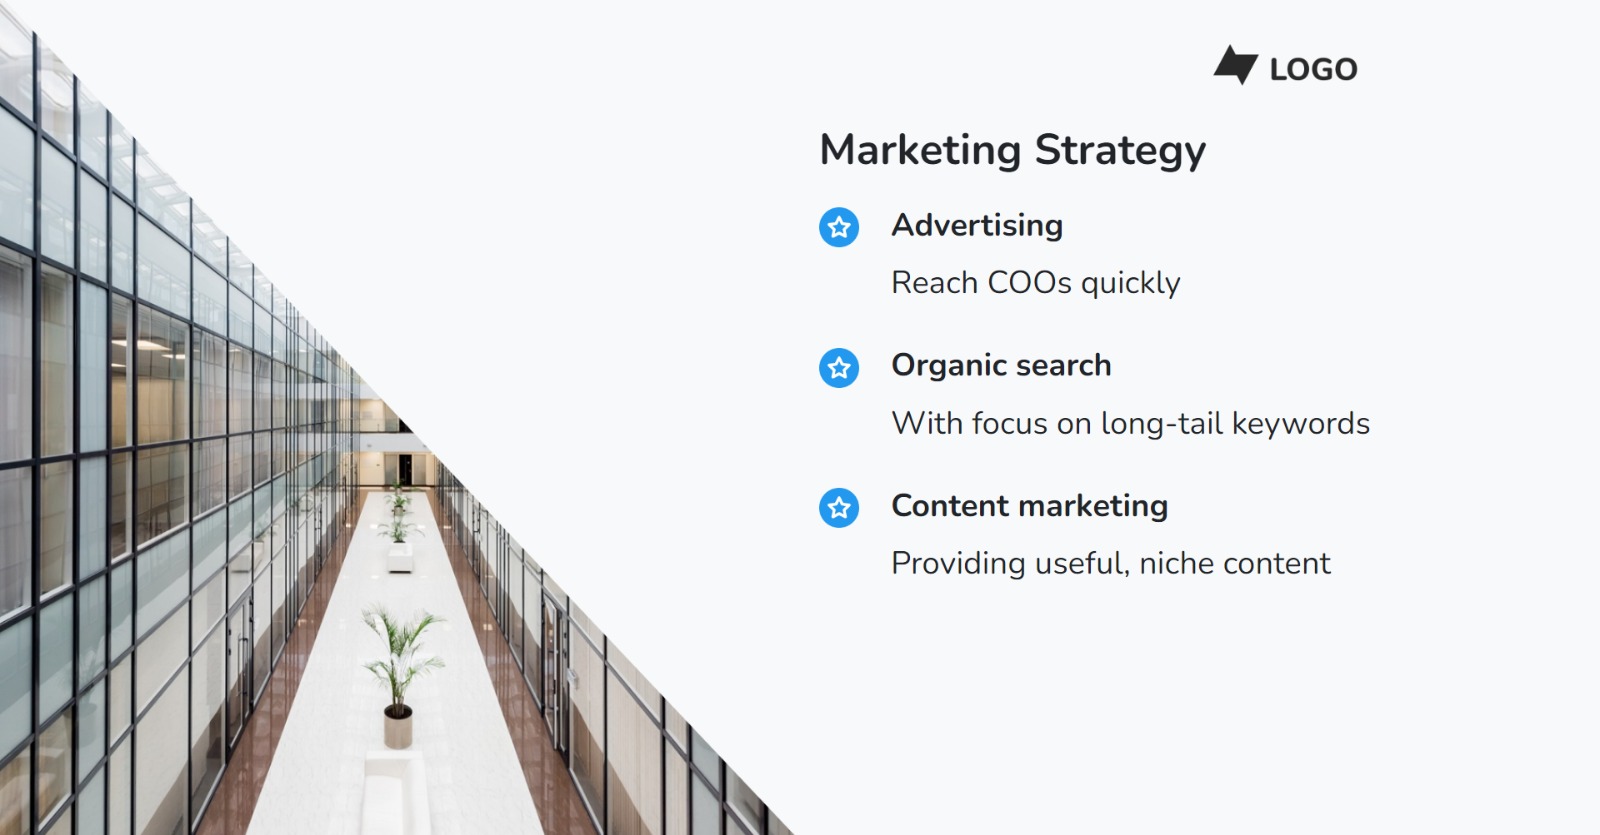 LOGO
Marketing Strategy
Advertising
Reach COOs quickly
Organic search
With focus on long-tail keywords
Content marketing
Providing useful, niche content